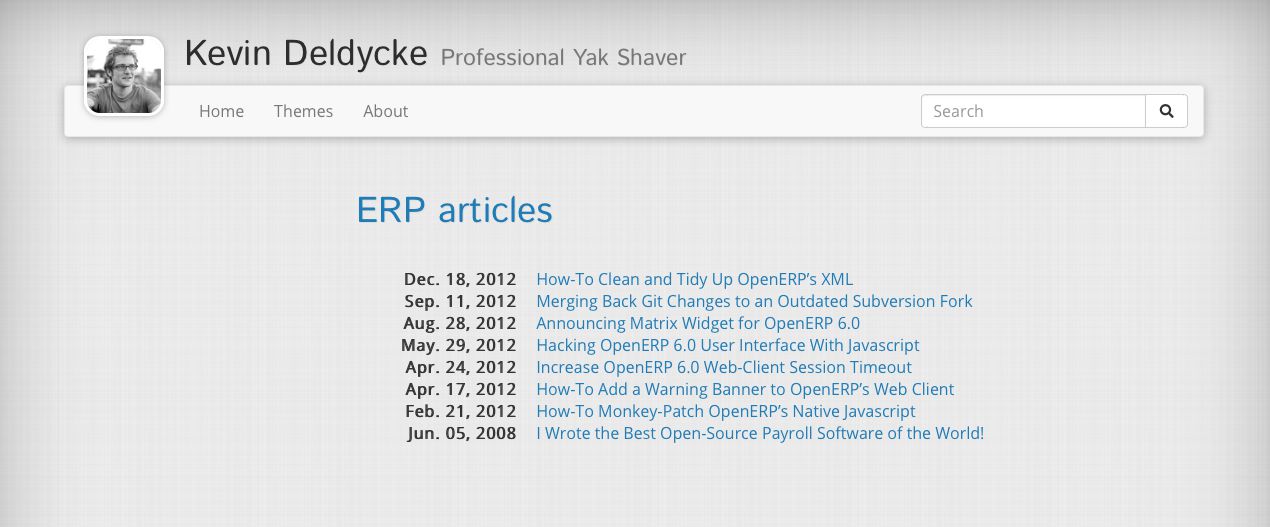 Kevin Deldycke Professional Yak Shaver
Home Themes About Search
ERP articles
Dec. 18, 2012 How-To Clean and Tidy Up OpenERP’s XML
Sep. 11, 2012 Merging Back Git Changes to an Outdated Subversion Fork
Aug. 28, 2012 Announcing Matrix Widget for OpenERP 6.0
May. 29, 2012 Hacking OpenERP 6.0 User Interface With Javascript
Apr. 24, 2012 Increase OpenERP 6.0 Web-Client Session Timeout
Apr. 17, 2012 How-To Add a Warning Banner to OpenERP’s Web Client
Feb. 21, 2012 How-To Monkey-Patch OpenERP’s Native Javascript
Jun. 05, 2008 I Wrote the Best Open-Source Payroll Software of the World!